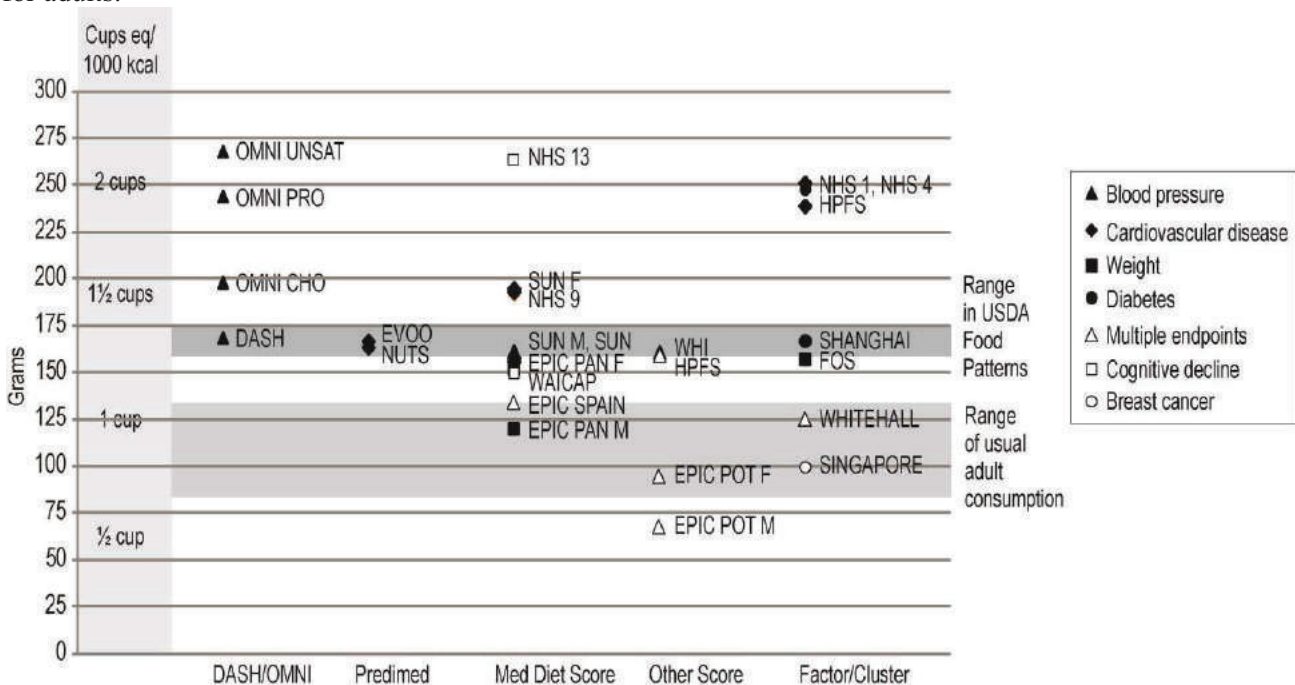 Cups eq/
1000 kcal
300
275
OMNI UNSAT
NHS 13
2 cups
250
NHS 1, NHS 4
OMNI PRO
HPFS
225
200
1½ cups
OMNI CHO
SUN F
NHS 9
Range
in USDA
Food
Patterns
175
DASH
EVOO
NUTS
SUN M, SUN
EPIC PAN F
WAICAP
WHI
HPFS
SHANGHAI
FOS
150
Grams
EPIC SPAIN
EPIC PAN M
125
1 cup
WHITEHALL
Range
of usual
adult
consumption
100
EPIC POT F
SINGAPORE
75
EPIC POT M
½ cup
50
25
0
DASH/OMNI
Predimed
Med Diet Score
Other Score
Factor/Cluster
Blood pressure
Cardiovascular disease
Weight
Diabetes
Multiple endpoints
Cognitive decline
Breast cancer